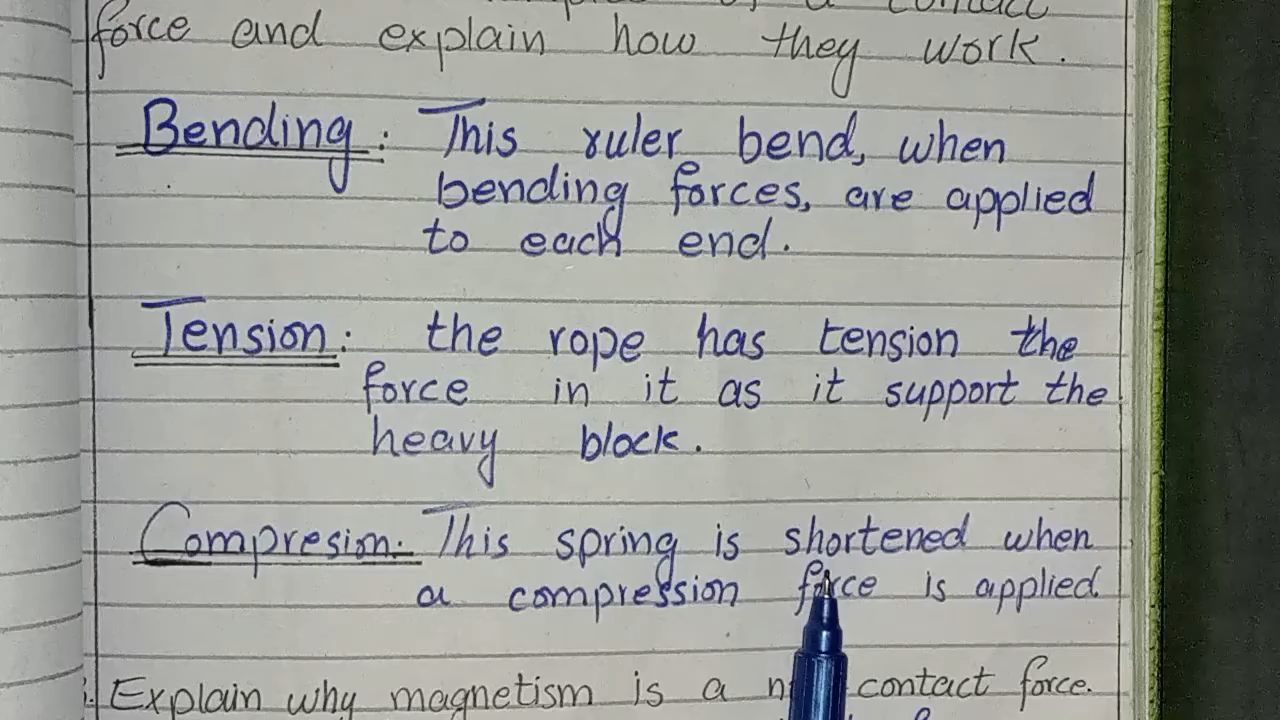 of a contact
force and explain how they work.
Bending: This ruler bend, when
bending forces, are applied
to each end.
Tension: the rope has tension the
force in it as it support the
heavy block.
Compresion: This spring is shortened when
a compression force is applied
Explain why magnetism is a contact force.